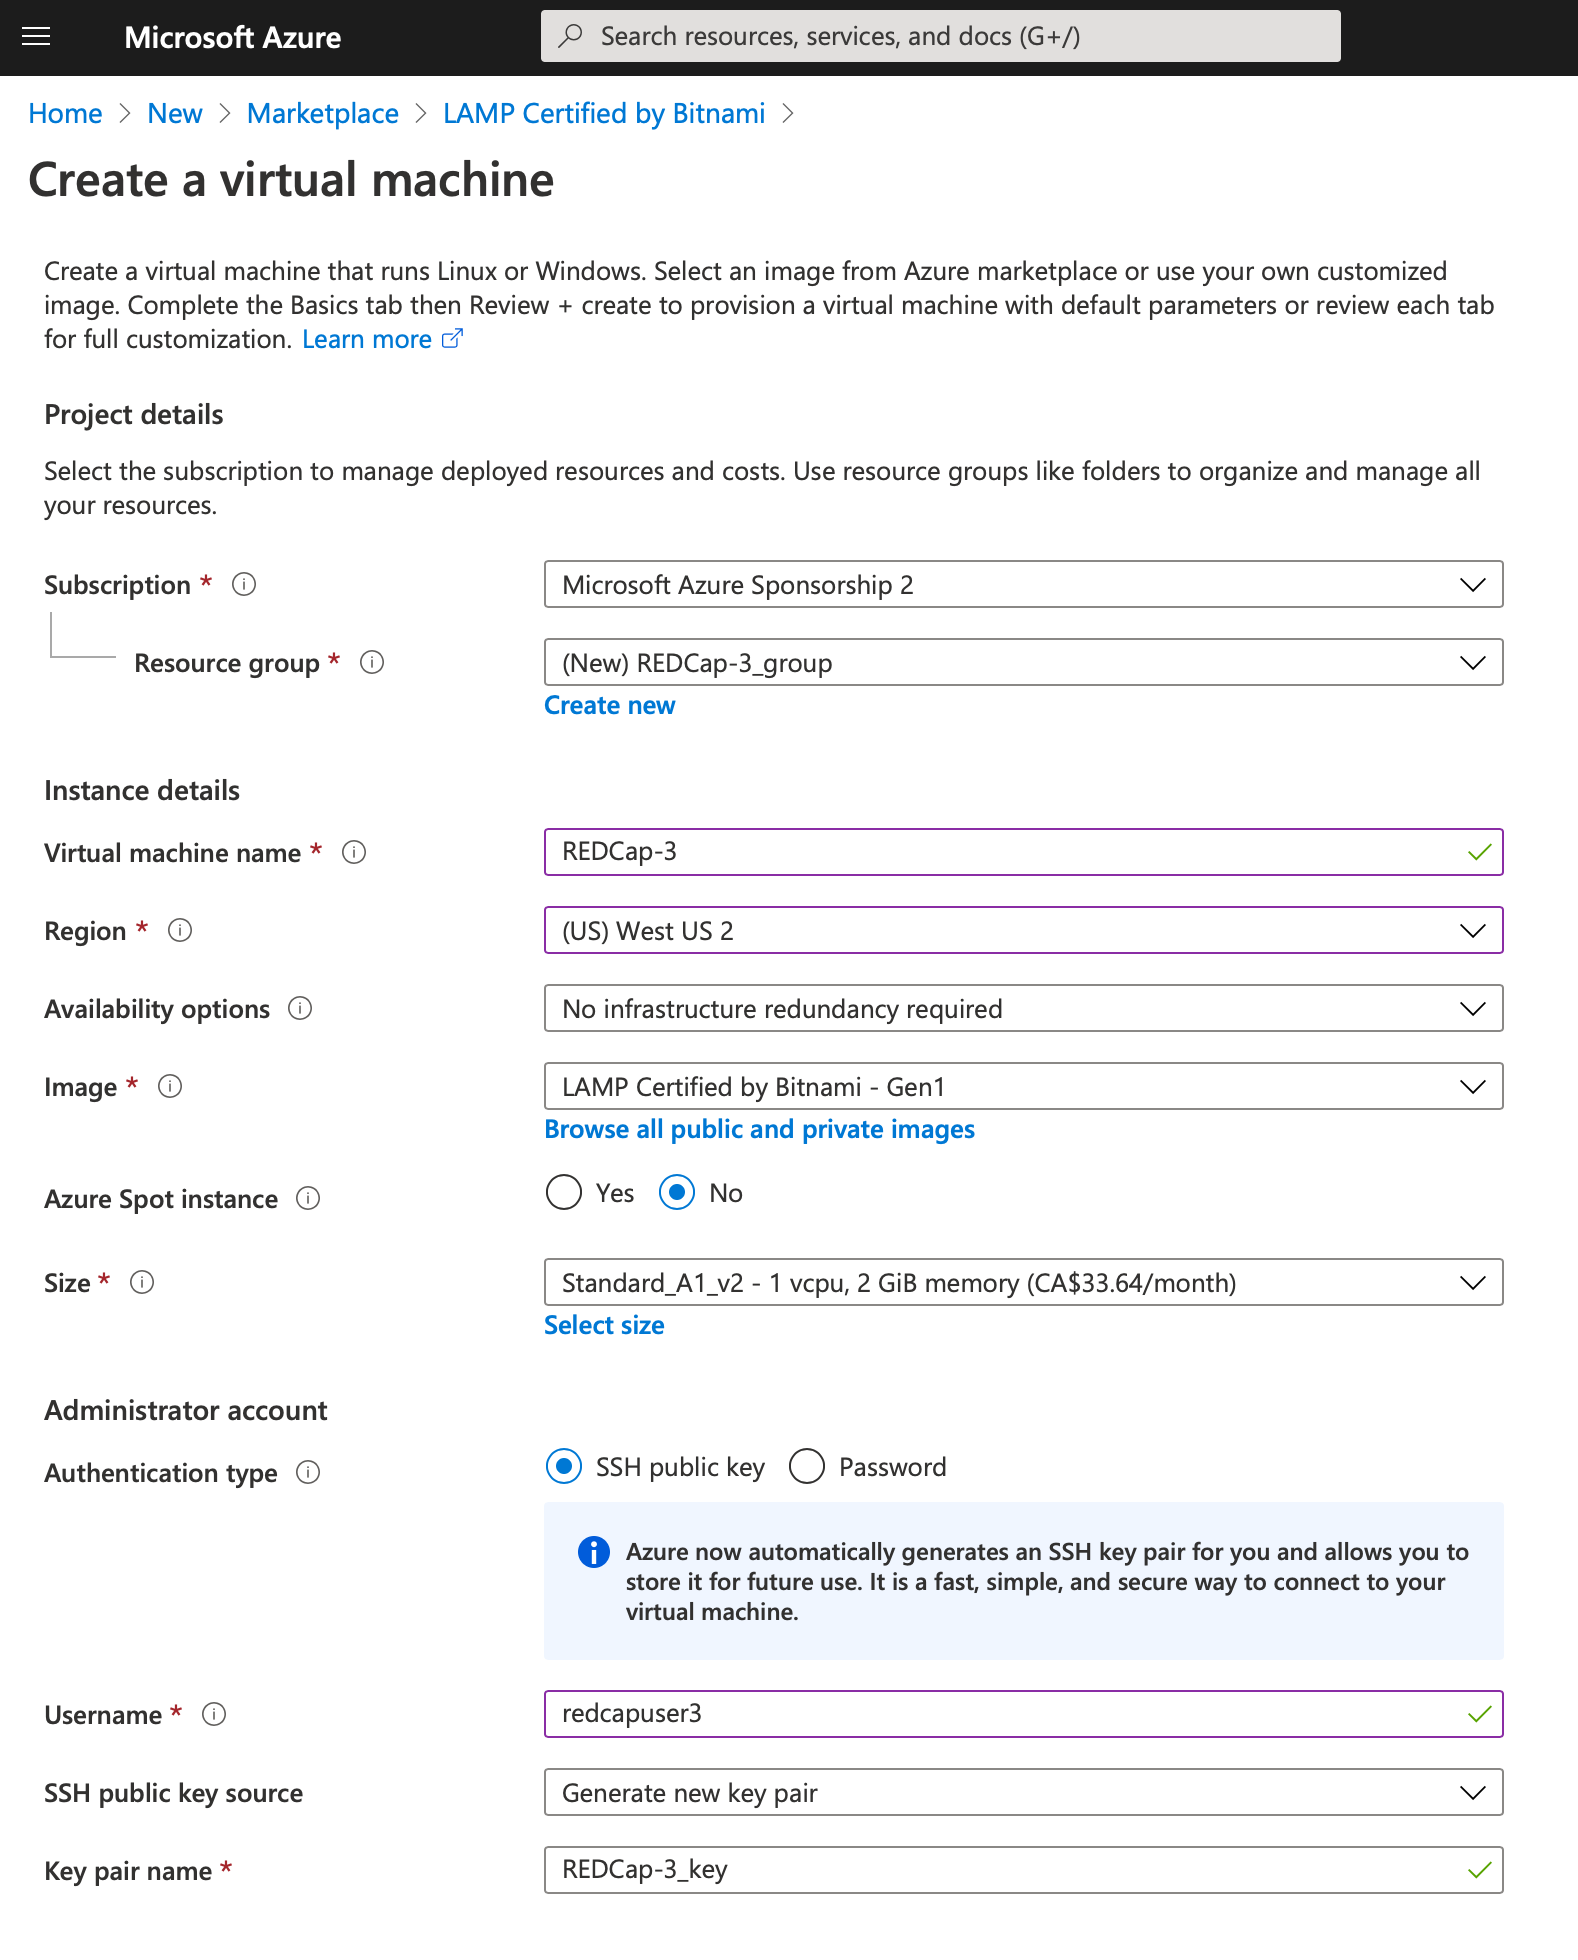 Microsoft Azure
Search resources, services, and docs (G+/)
Home > New > Marketplace > LAMP Certified by Bitnami >
Create a virtual machine
Create a virtual machine that runs Linux or Windows. Select an image from Azure marketplace or use your own customized
image. Complete the Basics tab then Review + create to provision a virtual machine with default parameters or review each tab
for full customization. Learn more
Project details
Select the subscription to manage deployed resources and costs. Use resource groups like folders to organize and manage all
your resources.
Subscription *
Microsoft Azure Sponsorship 2
Resource group *
(New) REDCap-3_group
Create new
Instance details
Virtual machine name *
REDCap-3
Region *
(US) West US 2
Availability options
No infrastructure redundancy required
Image *
LAMP Certified by Bitnami - Gen1
Browse all public and private images
Azure Spot instance
Yes No
Size *
Standard_A1_v2 - 1 vcpu, 2 GiB memory (CA$33.64/month)
Select size
Administrator account
Authentication type
SSH public key Password
Azure now automatically generates an SSH key pair for you and allows you to
store it for future use. It is a fast, simple, and secure way to connect to your
virtual machine.
Username *
redcapuser3
SSH public key source
Generate new key pair
Key pair name *
REDCap-3_key